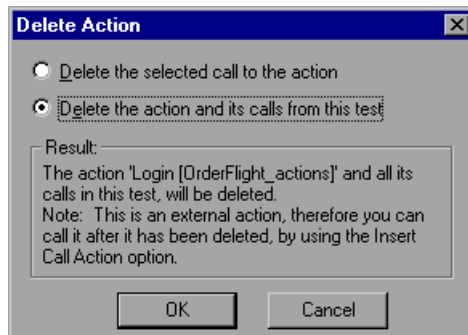 Delete Action
Delete the selected call to the action
Delete the action and its calls from this test
Result:
The action 'Login [OrderFlight_actions]' and all its
calls in this test, will be deleted.
Note: This is an external action, therefore you can
call it after it has been deleted, by using the Insert
Call Action option.
OK
Cancel